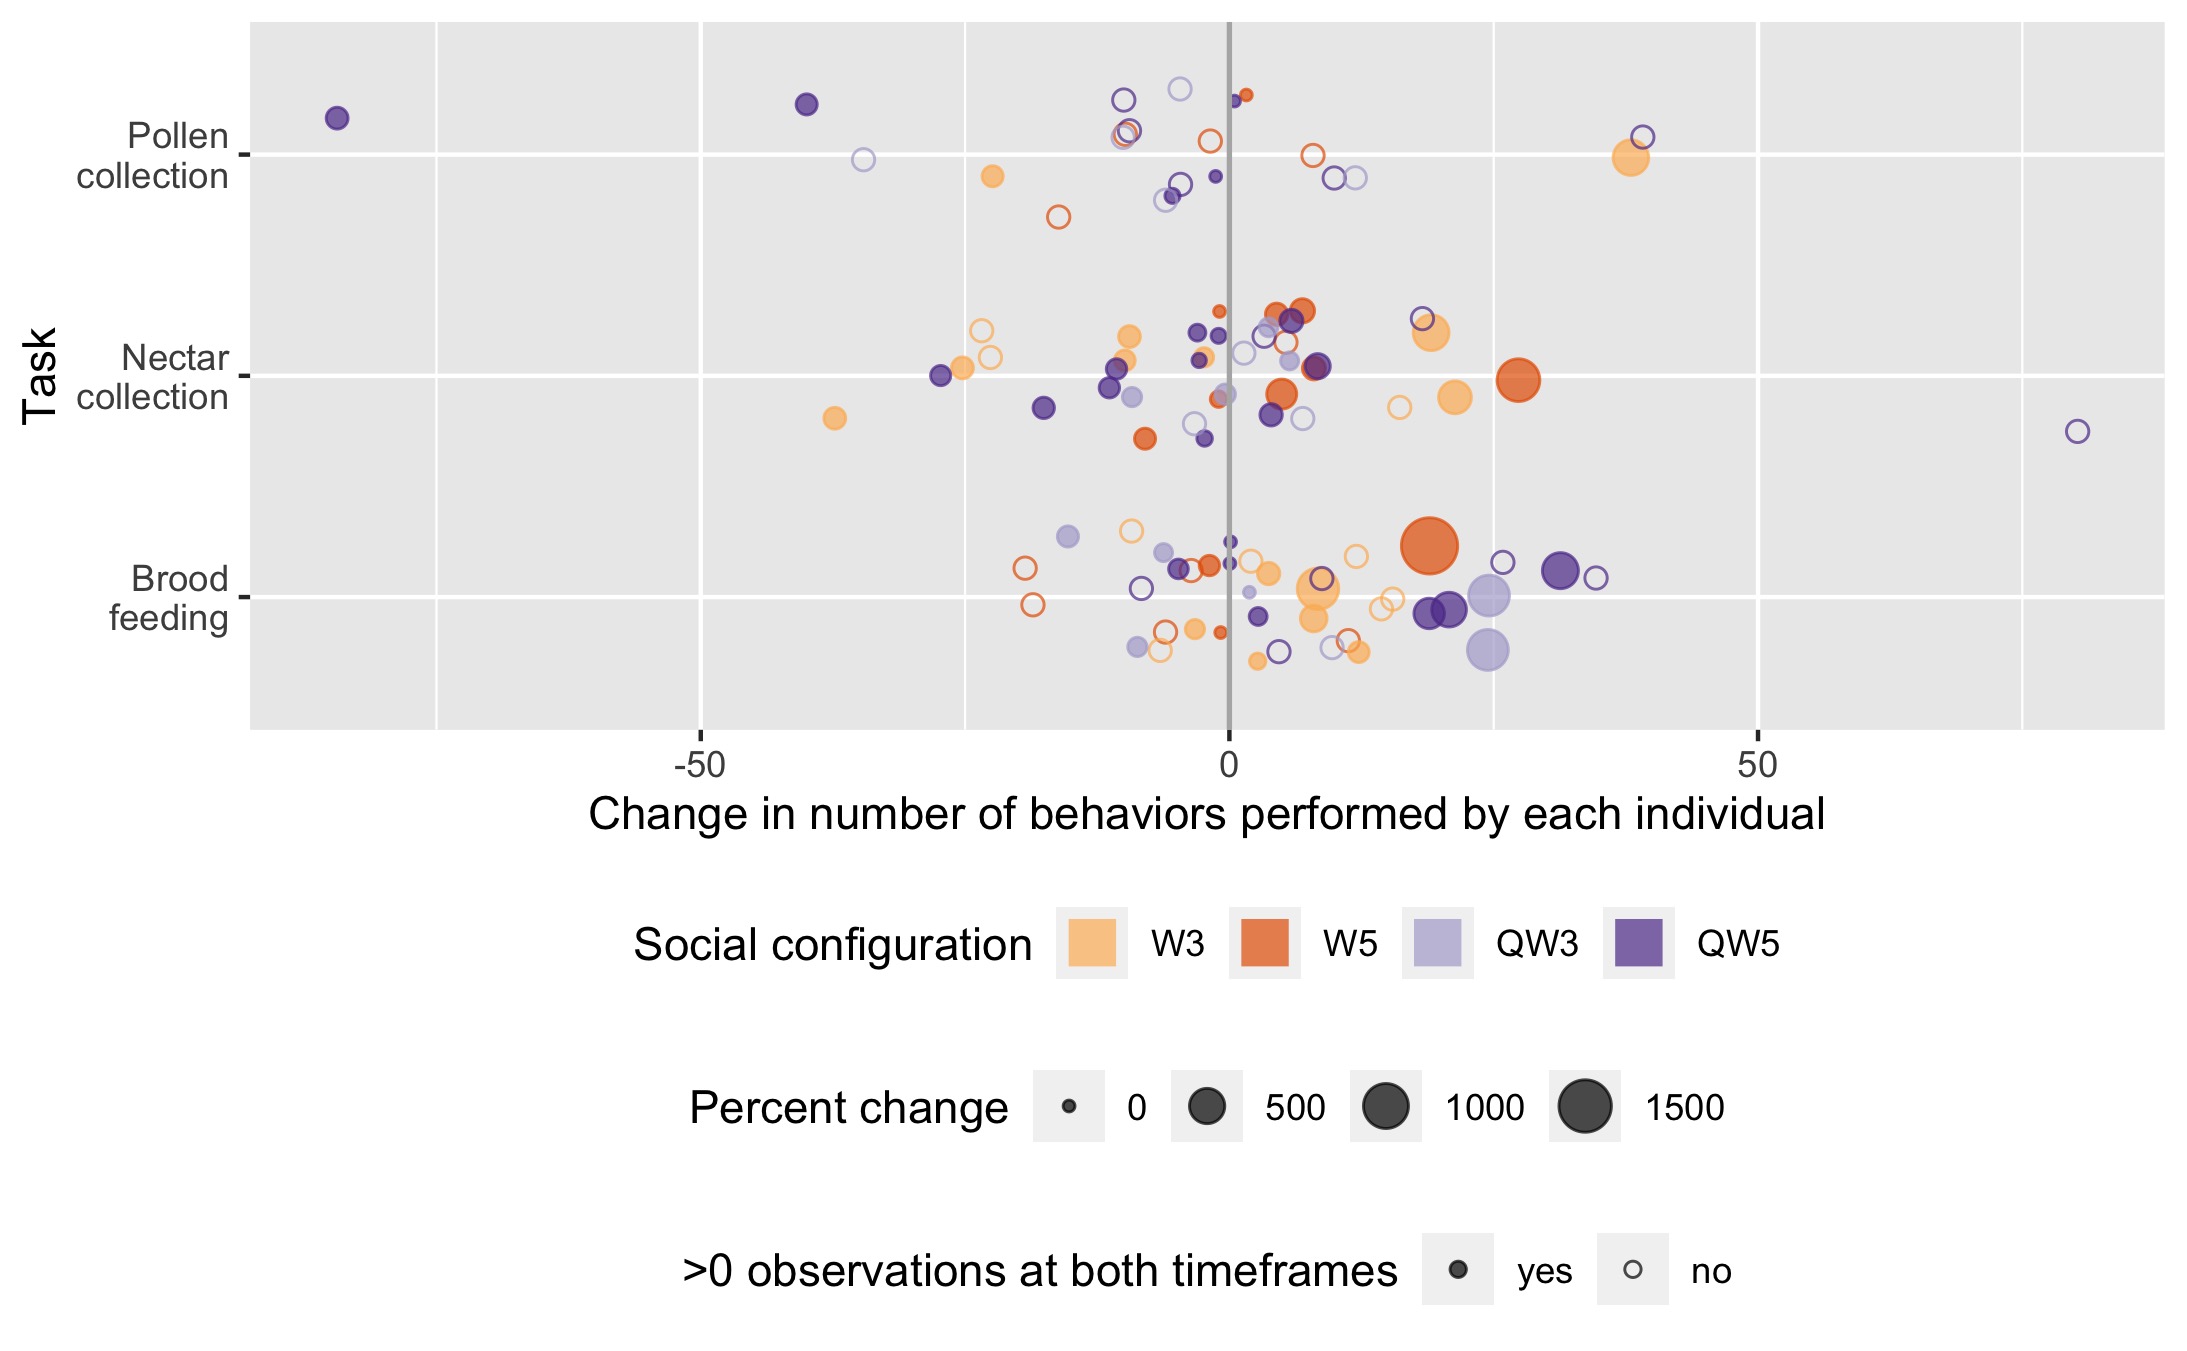 Task
Pollen
collection
Nectar
collection
Brood
feeding
-50 0 50
Change in number of behaviors performed by each individual
Social configuration W3 W5 QW3 QW5
Percent change 0 500 1000 1500
>0 observations at both timeframes yes no